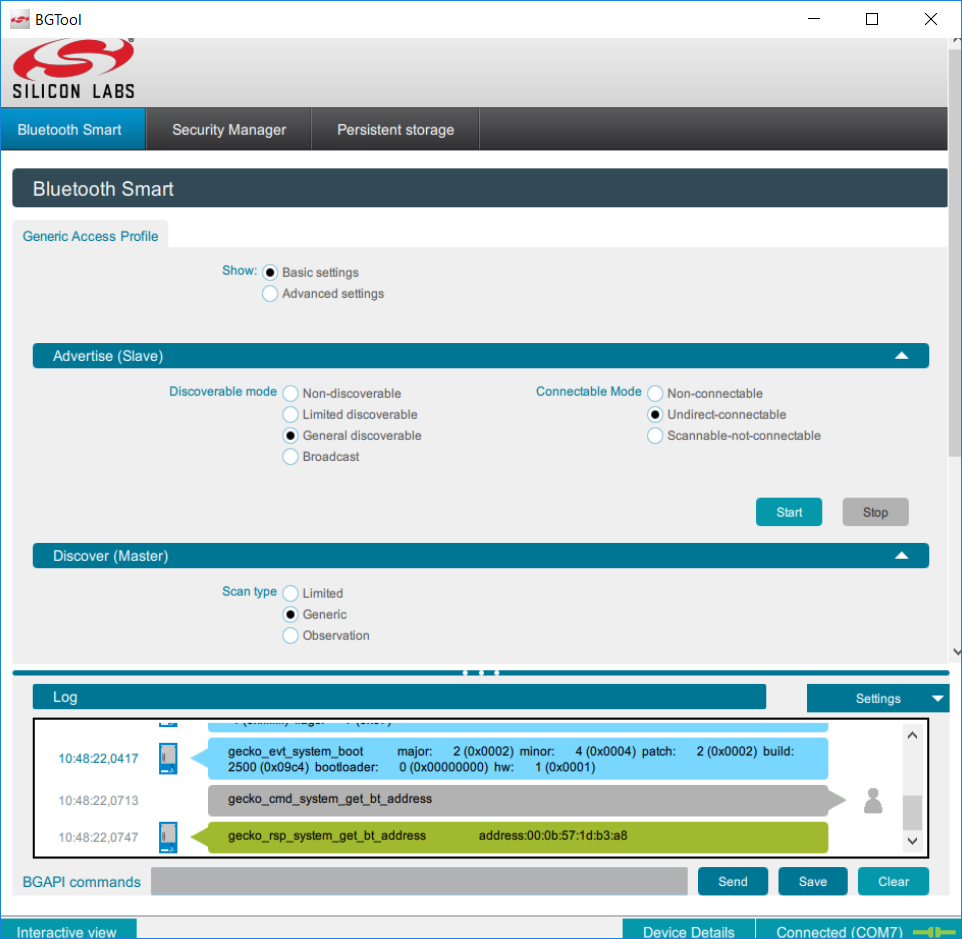 BGTool
SILICON LABS
Bluetooth Smart
Security Manager
Persistent storage
Bluetooth Smart
Generic Access Profile
Show:
Basic settings
Advanced settings
Advertise (Slave)
Discoverable mode
Non-discoverable
Limited discoverable
General discoverable
Broadcast
Connectable Mode
Non-connectable
Undirect-connectable
Scannable-not-connectable
Start
Stop
Discover (Master)
Scan type
Limited
Generic
Observation
Log
Settings
10:48:22,0417
gecko_evt_system_boot major: 2 (0x0002) minor: 4 (0x0004) patch: 2 (0x0002) build:
2500 (0x09c4) bootloader: 0 (0x00000000) hw: 1 (0x0001)
10:48:22,0713
gecko_cmd_system_get_bt_address
10:48:22,0747
gecko_rsp_system_get_bt_address address:00:0b:57:1d:b3:a8
BGAPI commands
Send
Save
Clear
Interactive view
Device Details
Connected (COM7)